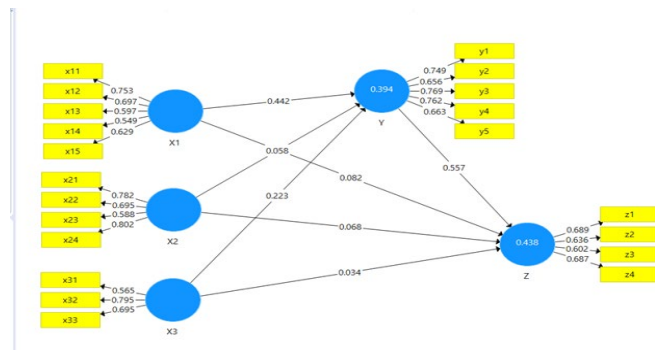 x11
x12
x13
x14
x15
0.753
0.697
0.597
0.549
0.629
X1
x21
x22
x23
x24
0.782
0.695
0.588
0.802
X2
x31
x32
x33
0.565
0.795
0.695
X3
0.442
0.058
0.223
0.082
0.068
0.034
0.394
Y
0.749
0.656
0.769
0.762
0.663
y1
y2
y3
y4
y5
0.557
0.438
Z
0.689
0.636
0.602
0.687
z1
z2
z3
z4